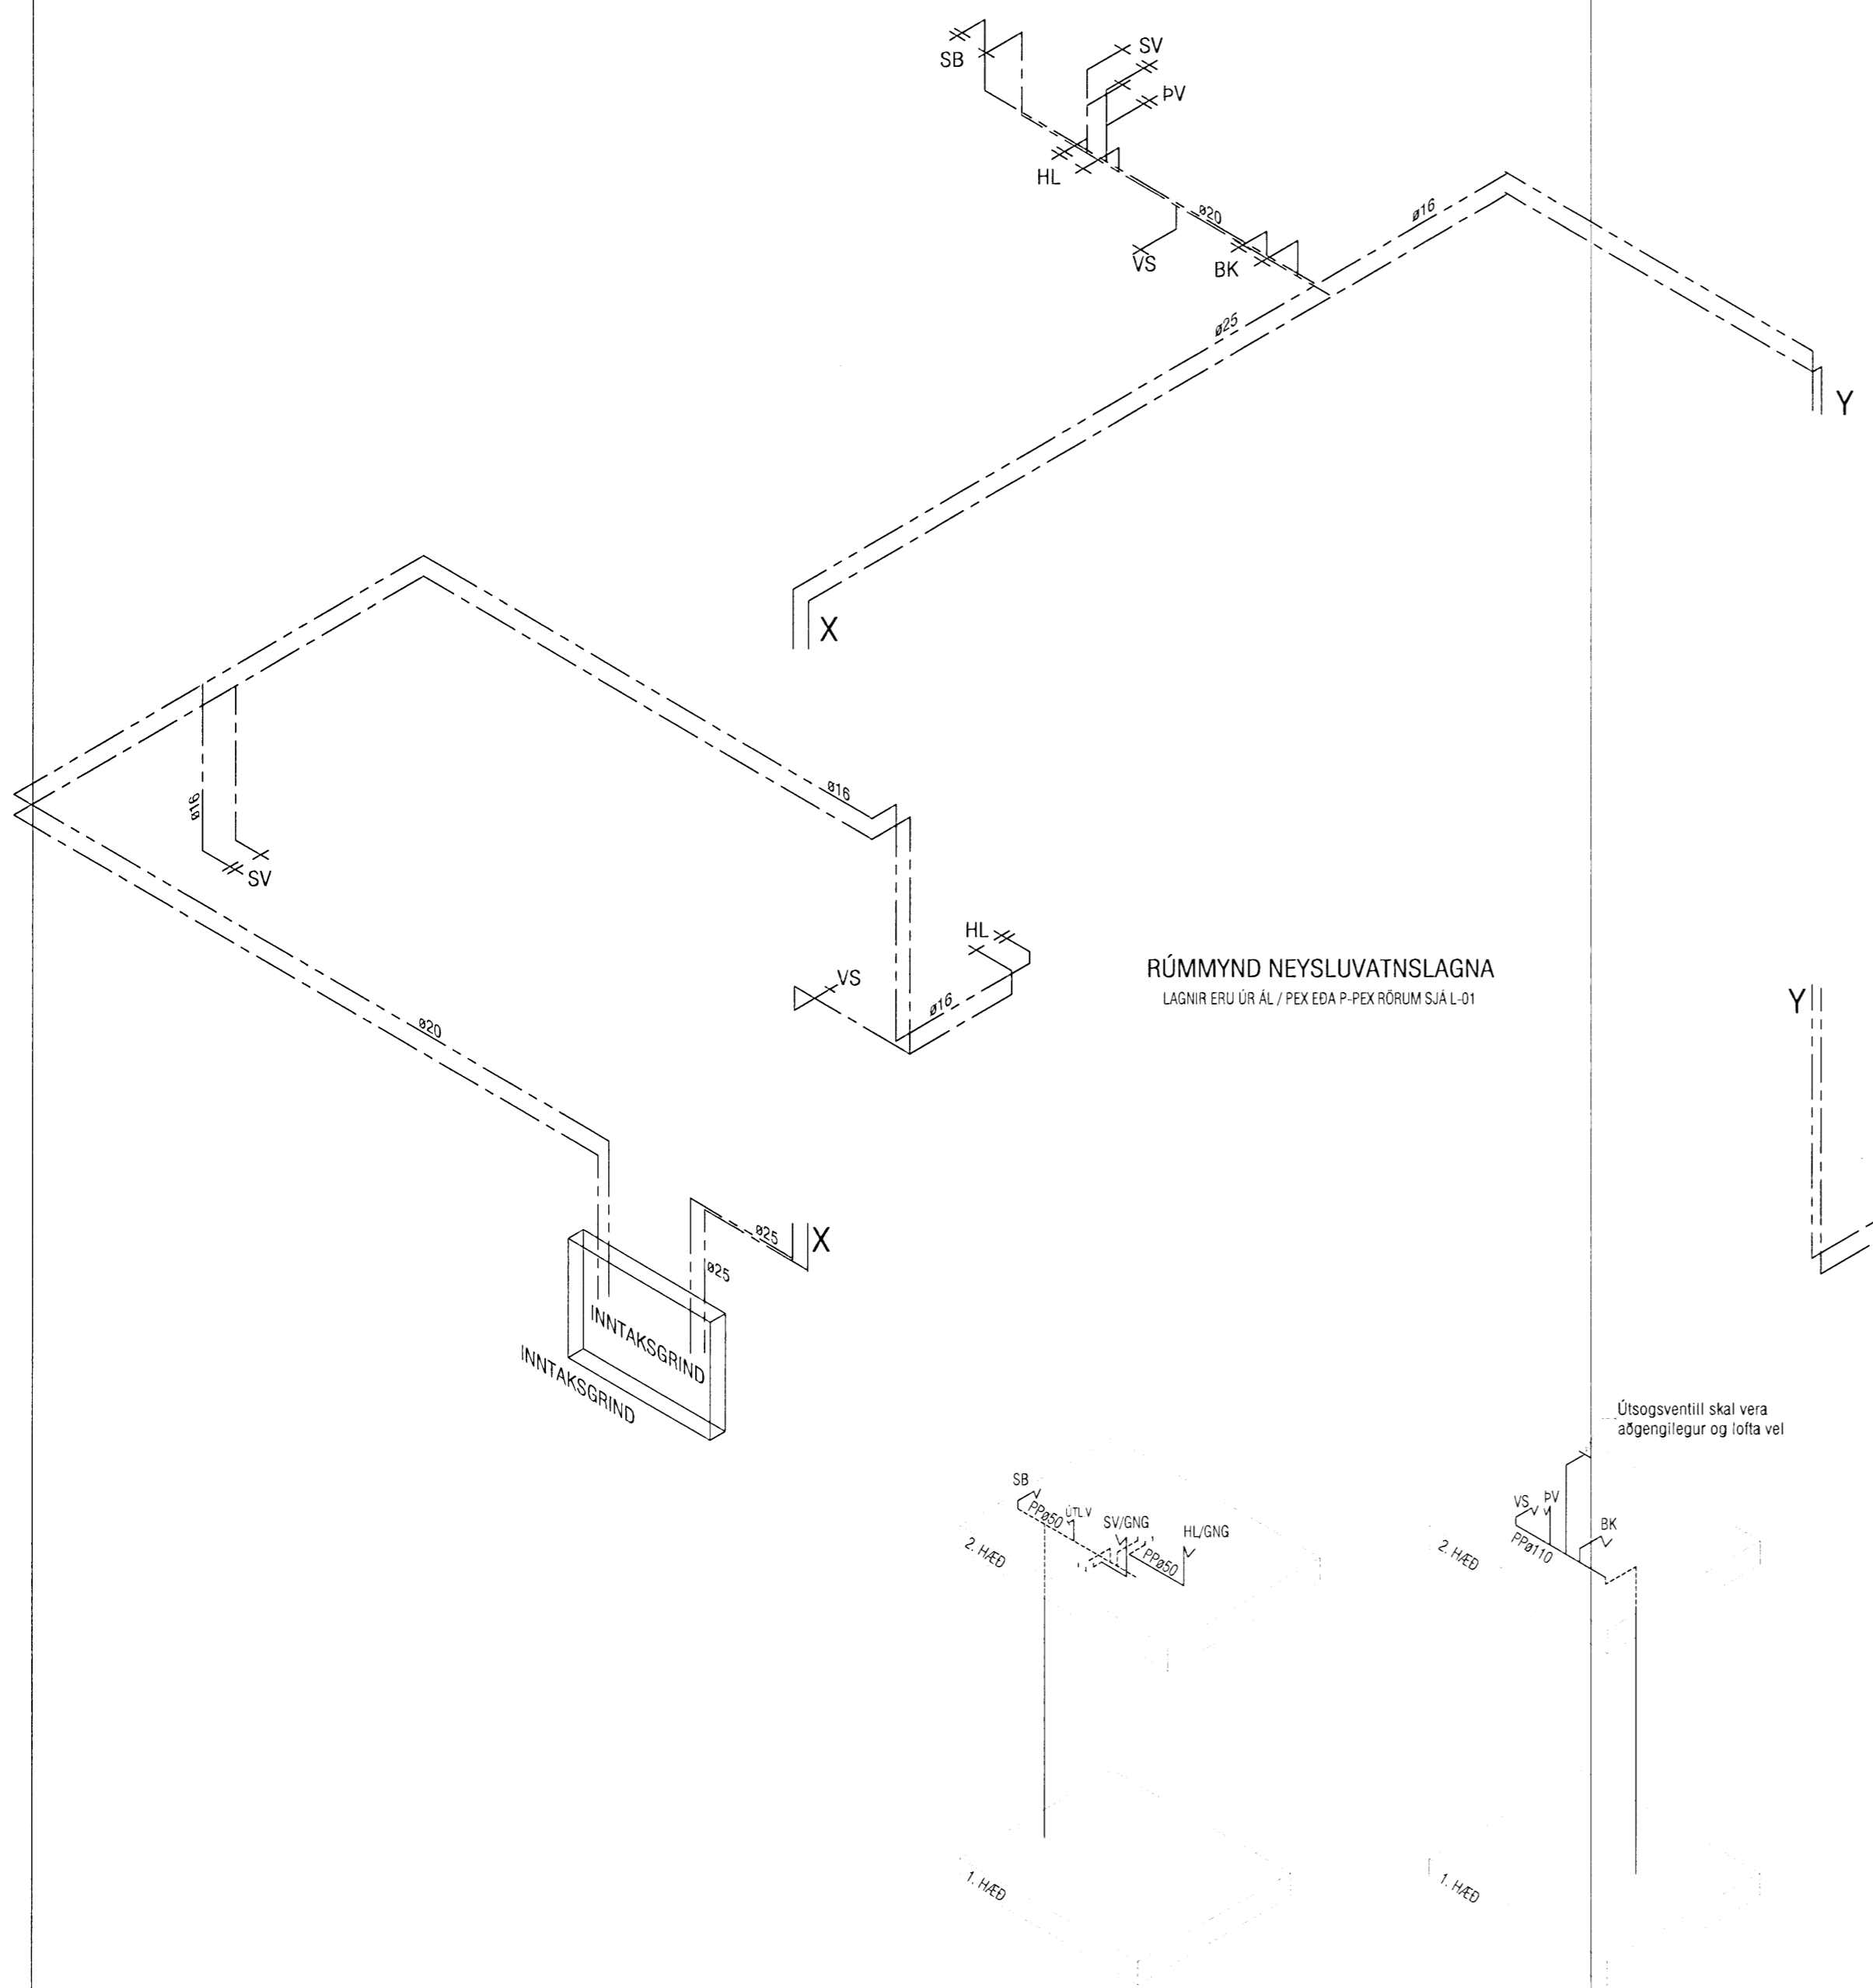 SB
SV
ÞV
HL
VS
ø20
BK
ø16
ø25
Y
X
ø16
SV
ø16
HL
VS
ø16
RÚMMYND NEYSLUVATNSLAGNA
LAGNIR ERU ÚR ÁL / PEX EÐA P-PEX RÖRUM SJÁ L-01
Y
ø20
ø25
X
ø25
INNTAKSGRIND
INNTAKSGRIND
Útsogsventill skal vera
aðgengilegur og lofta vel
SB
PPø50
ÚTL V
SV/GNG
HL/GNG
PPø50
2. HÆÐ
VS
ÞV
BK
PPø110
2. HÆÐ
1. HÆÐ
1. HÆÐ